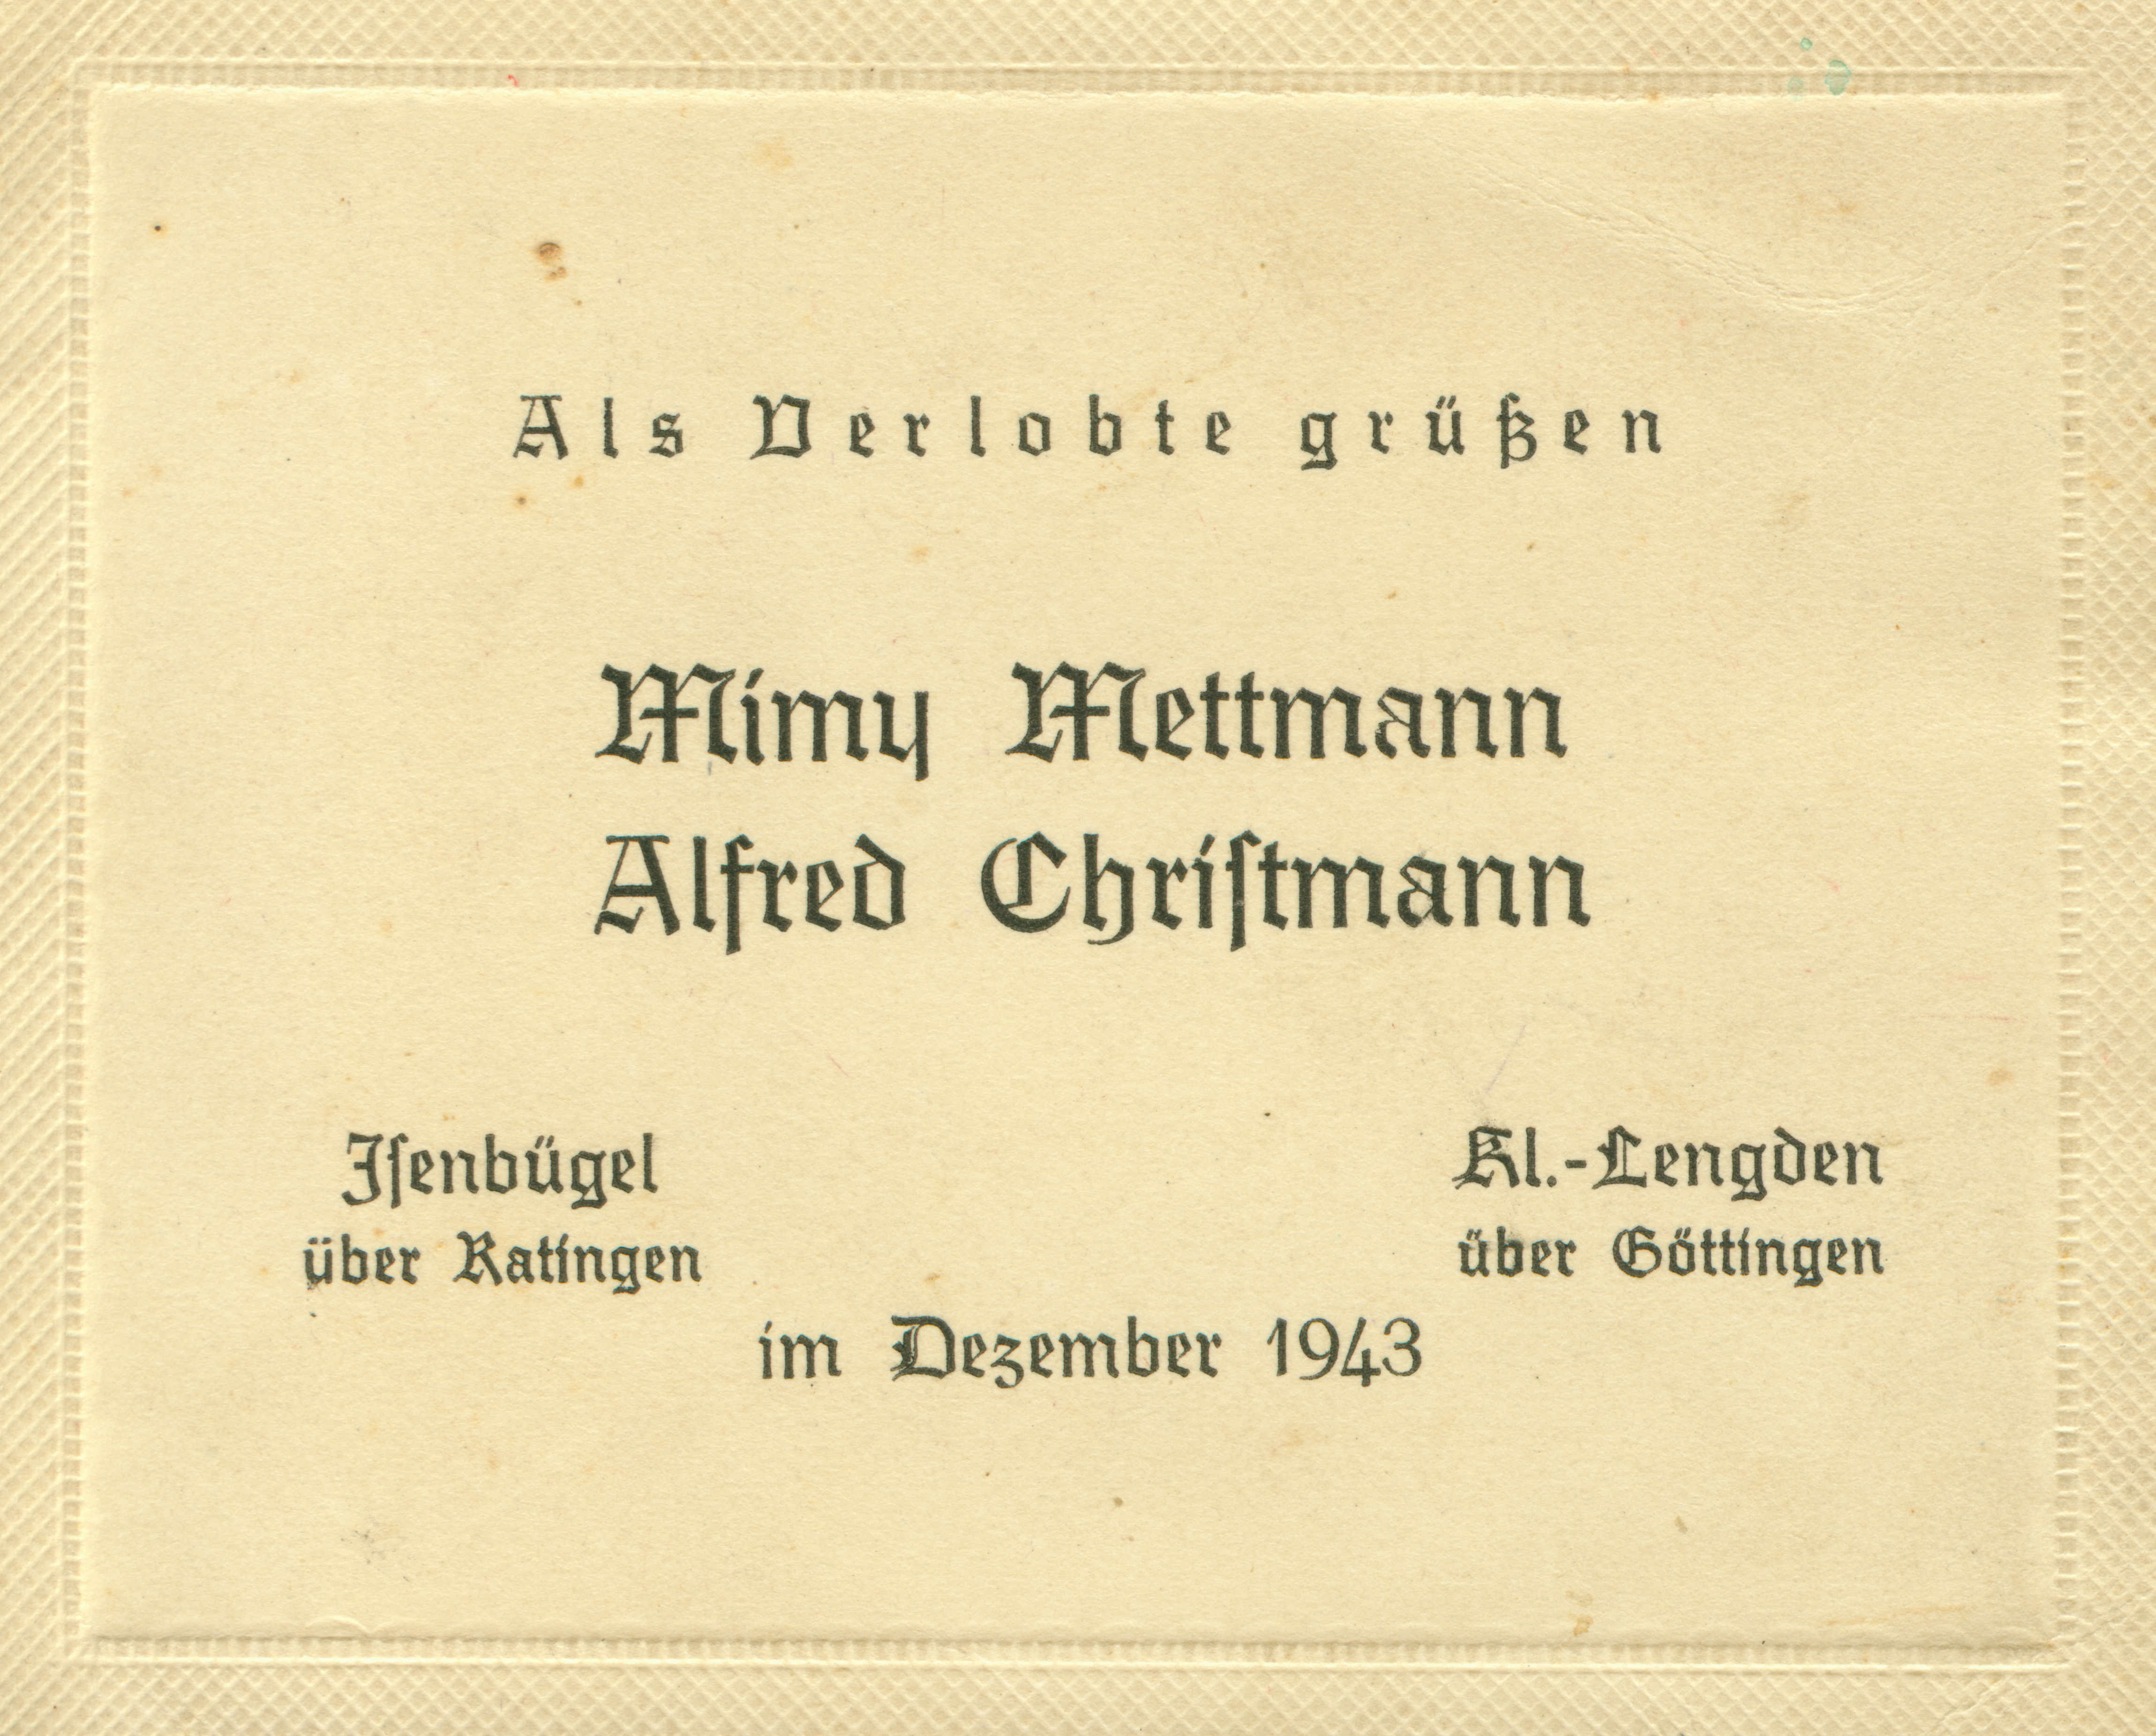 Als Verlobte grüßen
Mimy Mettmann
Alfred Chriſtmann
Iſenbügel
über Ratingen
Kl.-Lengden
über Göttingen
im Dezember 1943